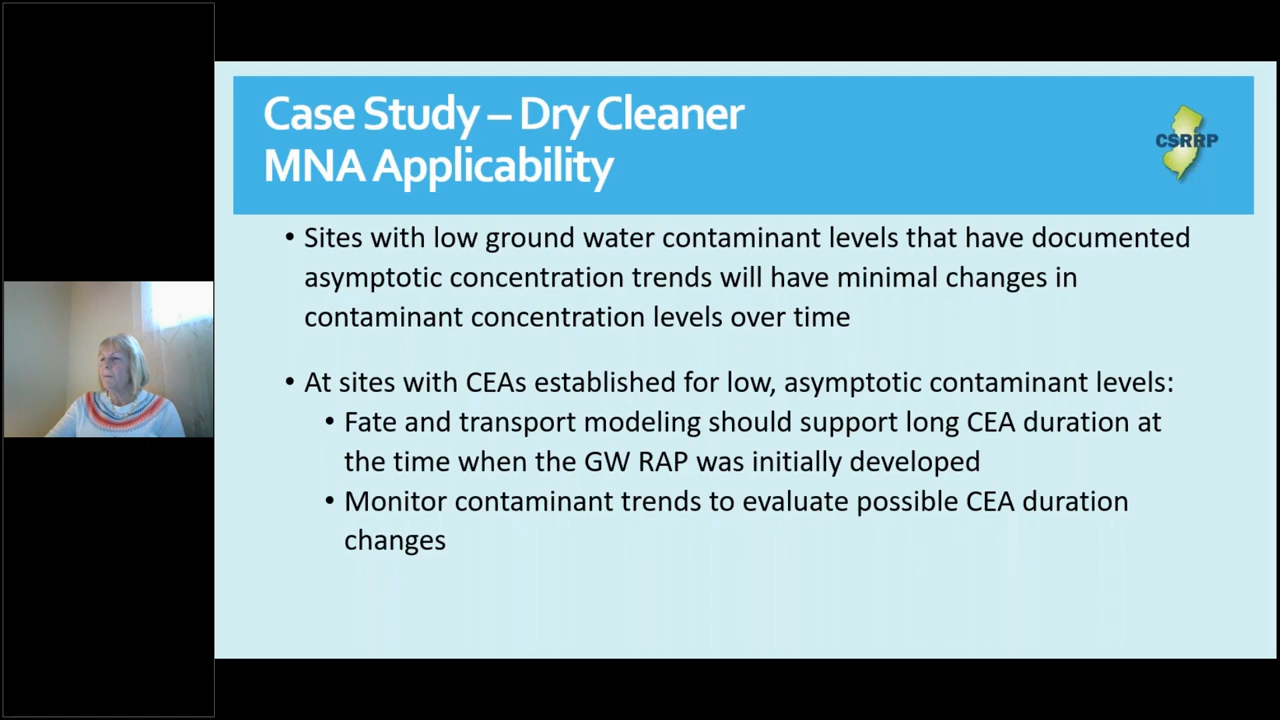 Case Study – Dry Cleaner
MNA Applicability
CSRRP
• Sites with low ground water contaminant levels that have documented
asymptotic concentration trends will have minimal changes in
contaminant concentration levels over time
• At sites with CEAs established for low, asymptotic contaminant levels:
• Fate and transport modeling should support long CEA duration at
the time when the GW RAP was initially developed
• Monitor contaminant trends to evaluate possible CEA duration
changes